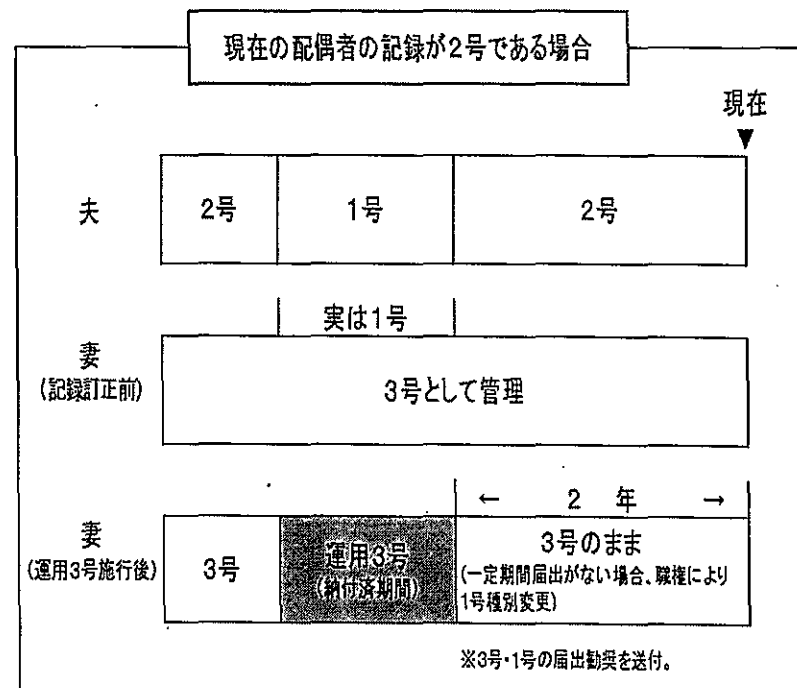 現在の配偶者の記録が2号である場合
現在
▼
夫
2号
1号
2号
実は1号
妻
(記録訂正前)
3号として管理
← 2年 →
妻
(運用3号施行後)
3号
運用3号
(納付済期間)
3号のまま
(一定期間届出がない場合、職権により
1号種別変更)
※3号・1号の届出勧奨を送付。